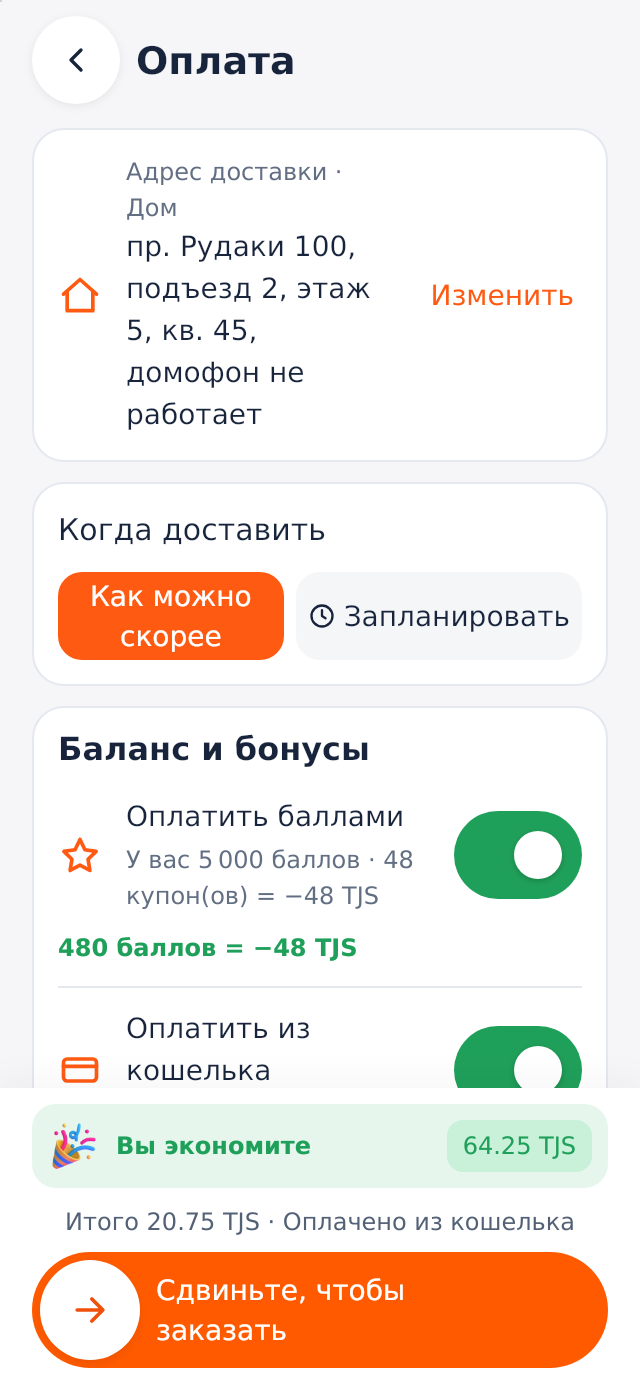 Оплата
Адрес доставки ·
Дом
пр. Рудаки 100,
подъезд 2, этаж
5, кв. 45,
домофон не
работает
Изменить
Когда доставить
Как можно
скорее
Запланировать
Баланс и бонусы
Оплатить баллами
У вас 5 000 баллов · 48
купон(ов) = −48 TJS
480 баллов = −48 TJS
Оплатить из
кошелька
Вы экономите
64.25 TJS
Итого 20.75 TJS · Оплачено из кошелька
Сдвиньте, чтобы
заказать